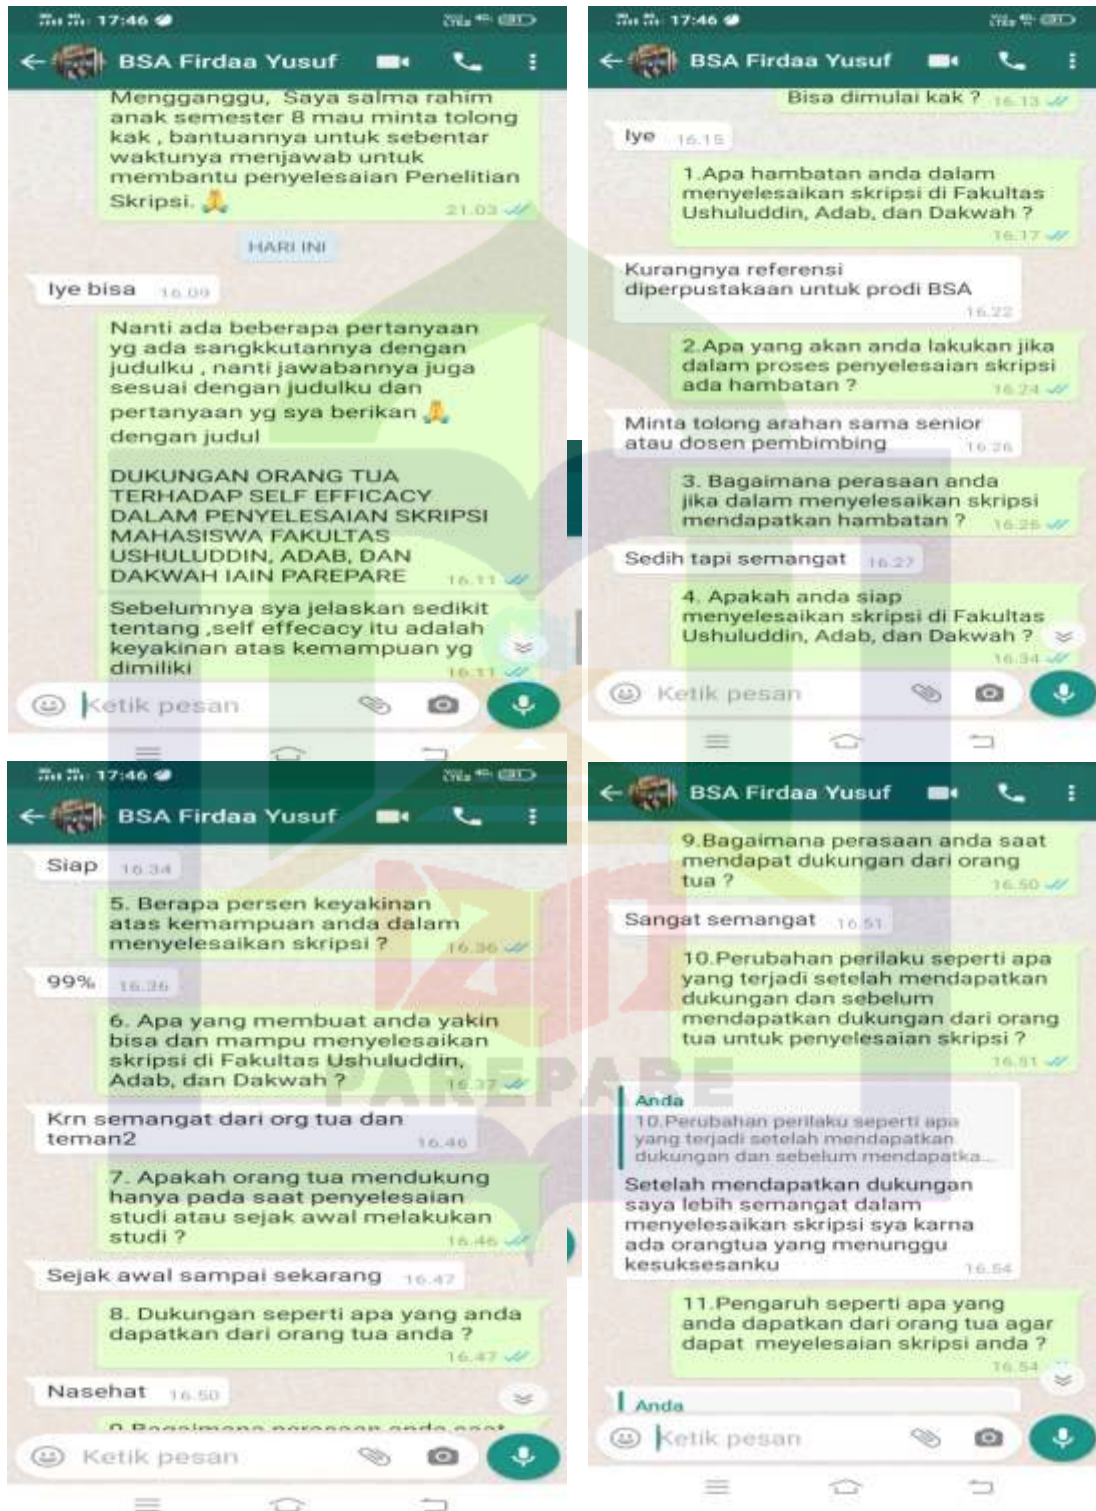 17:46
BSA Firdaa Yusuf
Mengganggu, Saya salma rahim
anak semester 8 mau minta tolong
kak , bantuannya untuk sebentar
waktunya menjawab untuk
membantu penyelesaian Penelitian
Skripsi. 🙏
21.03
HARI INI
Iye bisa 16.09
Nanti ada beberapa pertanyaan
yg ada sangkkutannya dengan
judulku , nanti jawabannya juga
sesuai dengan judulku dan
pertanyaan yg sya berikan 🙏
dengan judul
DUKUNGAN ORANG TUA
TERHADAP SELF EFFICACY
DALAM PENYELESAIAN SKRIPSI
MAHASISWA FAKULTAS
USHULUDDIN, ADAB, DAN
DAKWAH IAIN PAREPARE 16.11
Sebelumnya sya jelaskan sedikit
tentang ,self effecacy itu adalah
keyakinan atas kemampuan yg
dimiliki 16.11
Ketik pesan
17:46
BSA Firdaa Yusuf
Bisa dimulai kak ? 16.13
Iye 16.15
1.Apa hambatan anda dalam
menyelesaikan skripsi di Fakultas
Ushuluddin, Adab, dan Dakwah ?
16.17
Kurangnya referensi
diperpustakaan untuk prodi BSA
16.22
2.Apa yang akan anda lakukan jika
dalam proses penyelesaian skripsi
ada hambatan ? 16.24
Minta tolong arahan sama senior
atau dosen pembimbing 16.26
3. Bagaimana perasaan anda
jika dalam menyelesaikan skripsi
mendapatkan hambatan ? 16.26
Sedih tapi semangat 16.27
4. Apakah anda siap
menyelesaikan skripsi di Fakultas
Ushuluddin, Adab, dan Dakwah ?
16.34
Ketik pesan
17:46
BSA Firdaa Yusuf
Siap 16.34
5. Berapa persen keyakinan
atas kemampuan anda dalam
menyelesaikan skripsi ? 16.36
99% 16.36
6. Apa yang membuat anda yakin
bisa dan mampu menyelesaikan
skripsi di Fakultas Ushuluddin,
Adab, dan Dakwah ? 16.37
Krn semangat dari org tua dan
teman2 16.46
7. Apakah orang tua mendukung
hanya pada saat penyelesaian
studi atau sejak awal melakukan
studi ? 16.46
Sejak awal sampai sekarang 16.47
8. Dukungan seperti apa yang anda
dapatkan dari orang tua anda ?
16.47
Nasehat 16.50
9.Bagaimana perasaan anda saat
Ketik pesan
BSA Firdaa Yusuf
9.Bagaimana perasaan anda saat
mendapat dukungan dari orang
tua ? 16.50
Sangat semangat 16.51
10.Perubahan perilaku seperti apa
yang terjadi setelah mendapatkan
dukungan dan sebelum
mendapatkan dukungan dari orang
tua untuk penyelesaian skripsi ?
16.51
Anda
10.Perubahan perilaku seperti apa
yang terjadi setelah mendapatkan
dukungan dan sebelum mendapatka...
Setelah mendapatkan dukungan
saya lebih semangat dalam
menyelesaikan skripsi sya karna
ada orangtua yang menunggu
kesuksesanku 16.54
11.Pengaruh seperti apa yang
anda dapatkan dari orang tua agar
dapat meyelesaian skripsi anda ?
16.54
Anda
Ketik pesan
PAREPARE